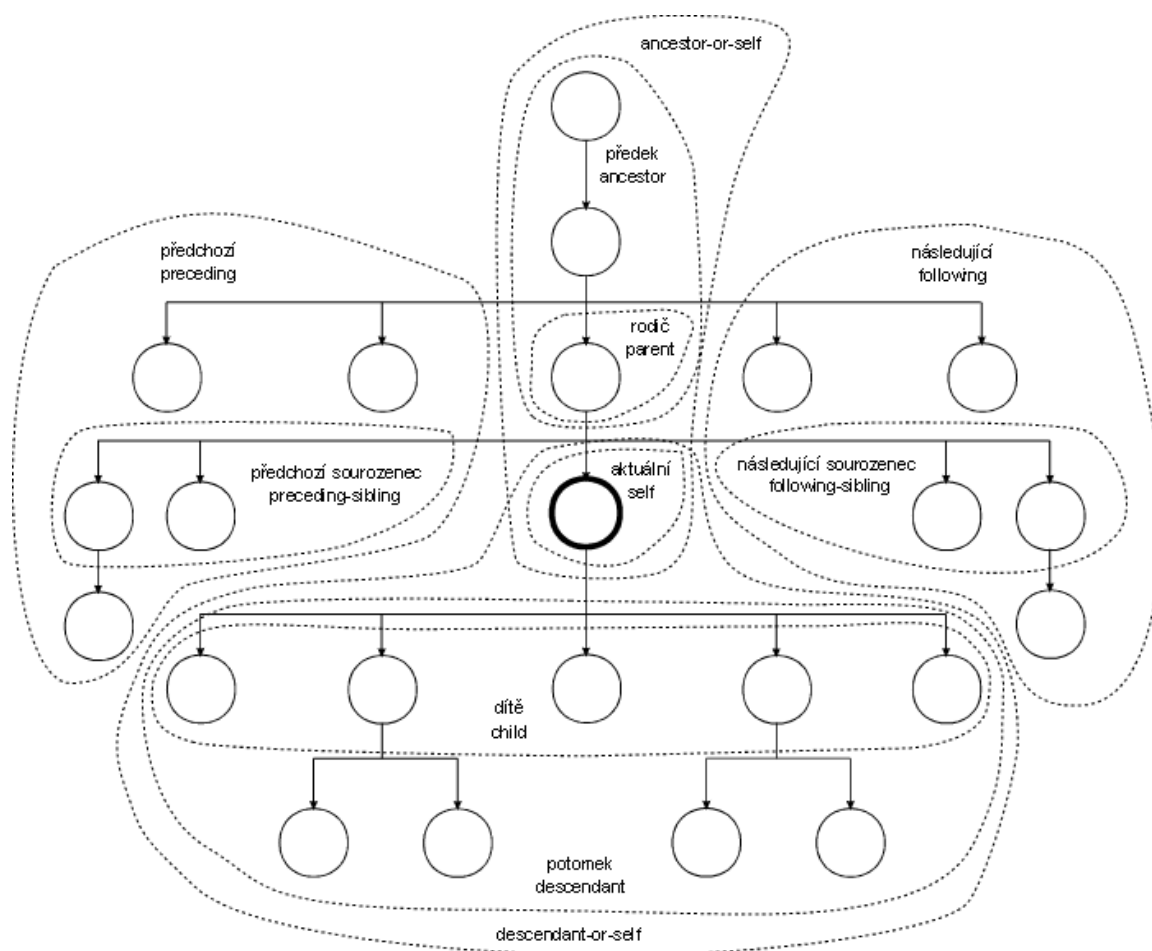 ancestor-or-self
předek
ancestor
předchozí
preceding
následující
following
rodič
parent
předchozí sourozenec
preceding-sibling
aktuální
self
následující sourozenec
following-sibling
dítě
child
potomek
descendant
descendant-or-self